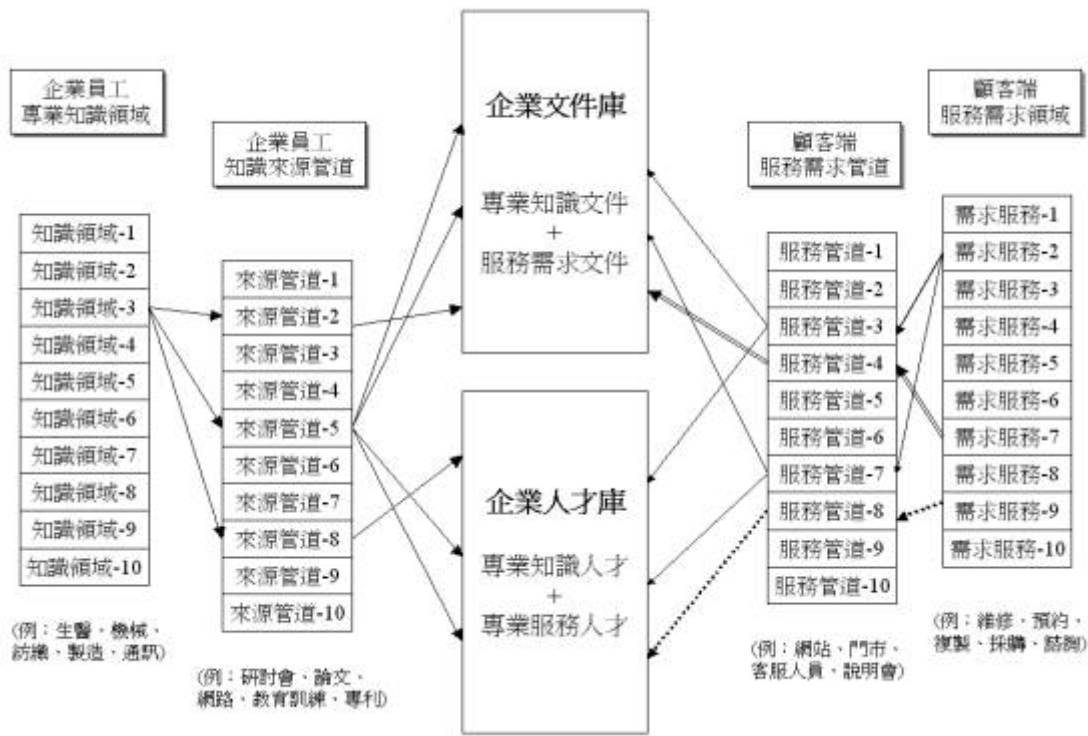 企業員工
專業知識領域
知識領域-1
知識領域-2
知識領域-3
知識領域-4
知識領域-5
知識領域-6
知識領域-7
知識領域-8
知識領域-9
知識領域-10
(例：生醫、機械、
紡織、製造、通訊)
企業員工
知識來源管道
來源管道-1
來源管道-2
來源管道-3
來源管道-4
來源管道-5
來源管道-6
來源管道-7
來源管道-8
來源管道-9
來源管道-10
(例：研討會、論文、
網路、教育訓練、專利)
企業文件庫
專業知識文件
+
服務需求文件
企業人才庫
專業知識人才
+
專業服務人才
顧客端
服務需求管道
服務管道-1
服務管道-2
服務管道-3
服務管道-4
服務管道-5
服務管道-6
服務管道-7
服務管道-8
服務管道-9
服務管道-10
(例：網站、門市、
客服人員、說明會)
顧客端
服務需求領域
需求服務-1
需求服務-2
需求服務-3
需求服務-4
需求服務-5
需求服務-6
需求服務-7
需求服務-8
需求服務-9
需求服務-10
(例：維修、預約、
複製、採購、諮詢)